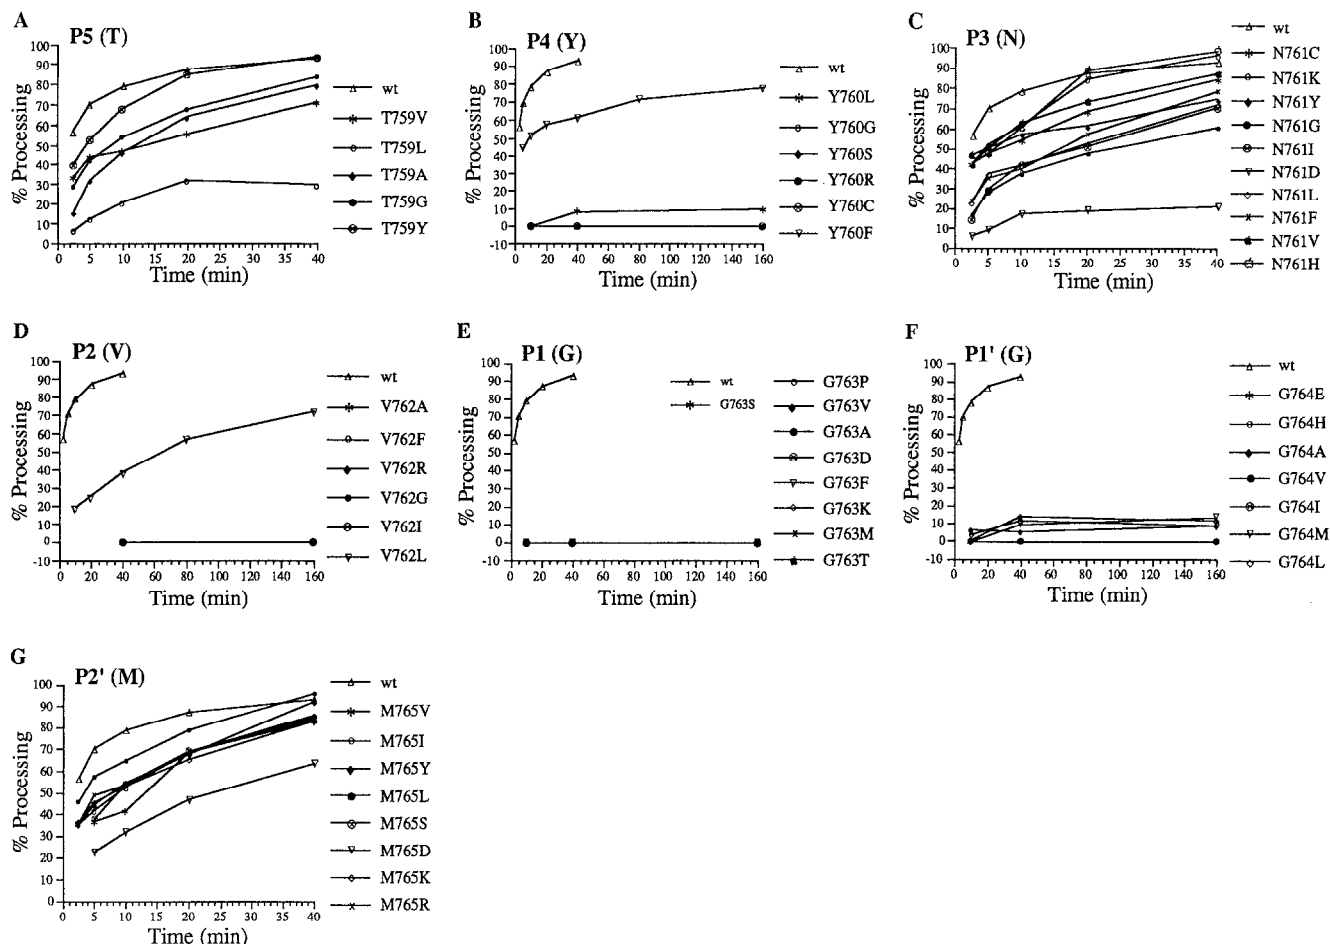 A
P5 (T)
% Processing
100
90
80
70
60
50
40
30
20
10
0
0 5 10 15 20 25 30 35 40
Time (min)
wt
T759V
T759L
T759A
T759G
T759Y
B
P4 (Y)
% Processing
100
90
80
70
60
50
40
30
20
10
0
-10
0 20 40 60 80 100 120 140 160
Time (min)
wt
Y760L
Y760G
Y760S
Y760R
Y760C
Y760F
C
P3 (N)
% Processing
100
90
80
70
60
50
40
30
20
10
0
0 5 10 15 20 25 30 35 40
Time (min)
wt
N761C
N761K
N761Y
N761G
N761I
N761D
N761L
N761F
N761V
N761H
D
P2 (V)
% Processing
100
90
80
70
60
50
40
30
20
10
0
-10
0 20 40 60 80 100 120 140 160
Time (min)
wt
V762A
V762F
V762R
V762G
V762I
V762L
E
P1 (G)
% Processing
100
90
80
70
60
50
40
30
20
10
0
-10
0 20 40 60 80 100 120 140 160
Time (min)
wt
G763S
G763P
G763V
G763A
G763D
G763F
G763K
G763M
G763T
F
P1' (G)
% Processing
100
90
80
70
60
50
40
30
20
10
0
-10
0 20 40 60 80 100 120 140 160
Time (min)
wt
G764E
G764H
G764A
G764V
G764I
G764M
G764L
G
P2' (M)
% Processing
100
90
80
70
60
50
40
30
20
10
0
0 5 10 15 20 25 30 35 40
Time (min)
wt
M765V
M765I
M765Y
M765L
M765S
M765D
M765K
M765R